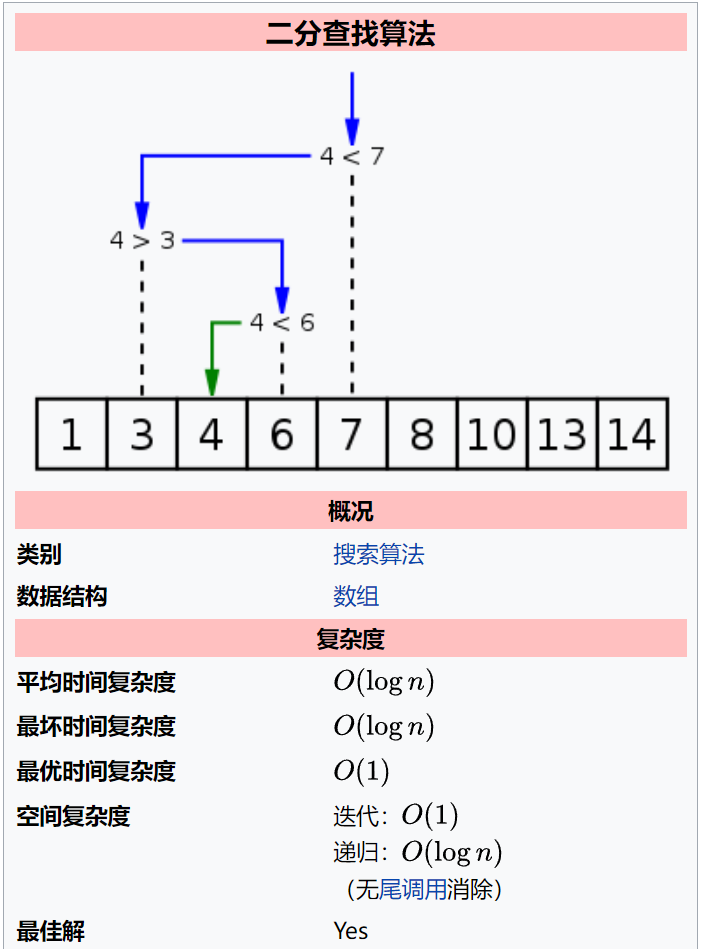 二分查找算法
4 < 7
4 > 3
4 < 6
1 3 4 6 7 8 10 13 14
概况
类别 搜索算法
数据结构 数组
复杂度
平均时间复杂度 O(log n)
最坏时间复杂度 O(log n)
最优时间复杂度 O(1)
空间复杂度 迭代：O(1)
递归：O(log n)
（无尾调用消除）
最佳解 Yes